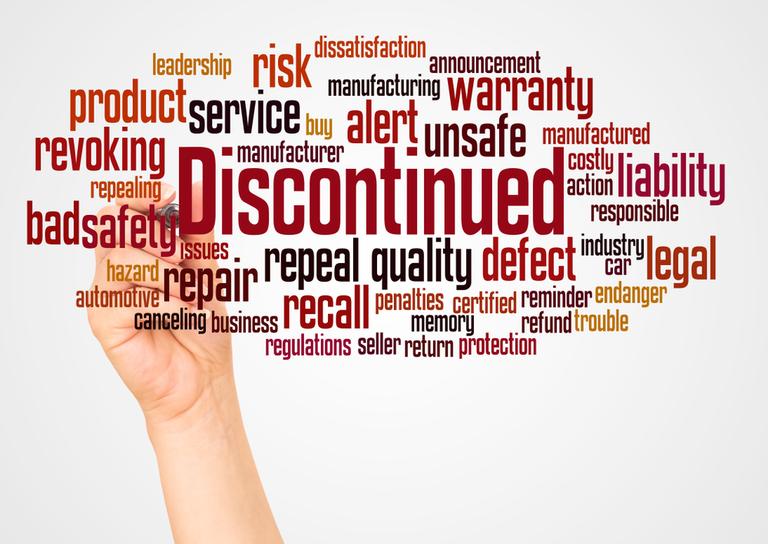 leadership risk dissatisfaction announcement
product service buy manufacturing warranty
revoking manufacturer alert unsafe manufactured
repealing Discontinued costly action liability
bad safety responsible
issues repeal quality defect industry car legal
hazard repair
automotive recall penalties certified reminder endanger
canceling business memory refund trouble
regulations seller return protection